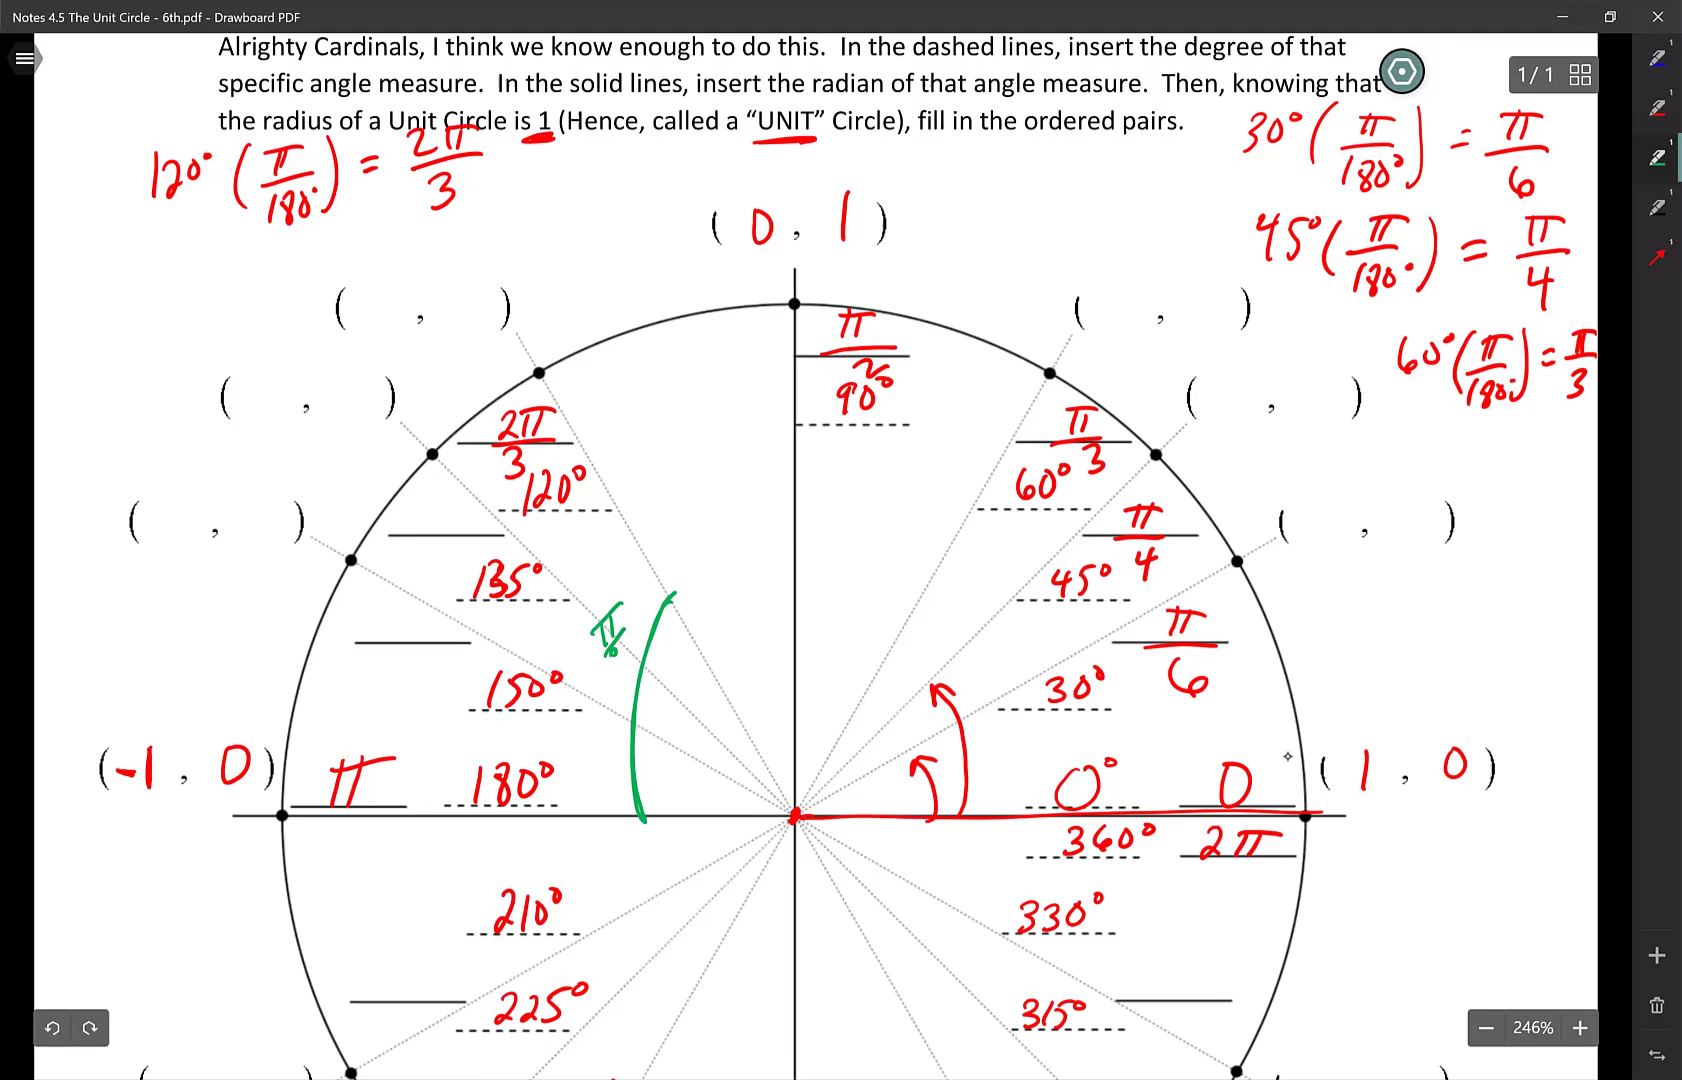 Notes 4.5 The Unit Circle - 6th.pdf - Drawboard PDF
Alrighty Cardinals, I think we know enough to do this. In the dashed lines, insert the degree of that
specific angle measure. In the solid lines, insert the radian of that angle measure. Then, knowing that
the radius of a Unit Circle is 1 (Hence, called a “UNIT” Circle), fill in the ordered pairs.
1 / 1
120° (π/180°) = 2π/3
30° (π/180°) = π/6
45° (π/180°) = π/4
60° (π/180°) = π/3
( 0 , 1 )
( , )
( , )
( , )
( , )
( , )
( , )
π/2
90°
2π/3
120°
π/3
60°
135°
π/4
45°
150°
π/6
30°
(-1 , 0)
π
180°
0°
0
(1 , 0)
360°
2π
210°
330°
225°
315°
246%